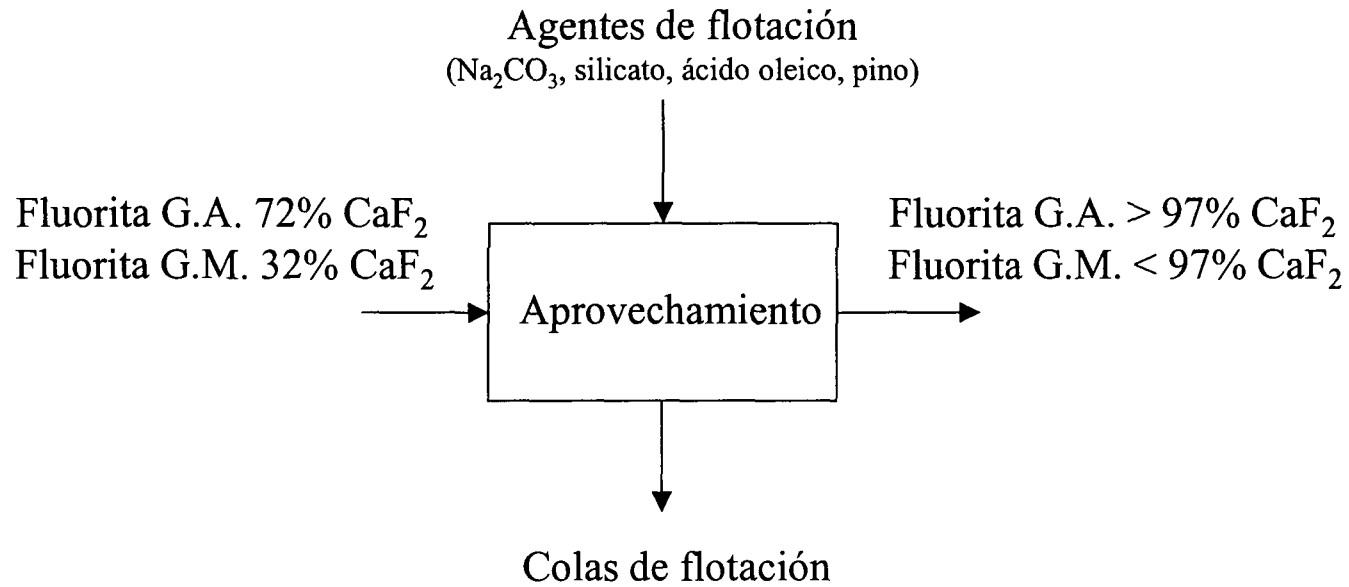 Agentes de flotación
(Na₂CO₃, silicato, ácido oleico, pino)
Fluorita G.A. 72% CaF₂
Fluorita G.M. 32% CaF₂
Fluorita G.A. > 97% CaF₂
Fluorita G.M. < 97% CaF₂
Aprovechamiento
Colas de flotación